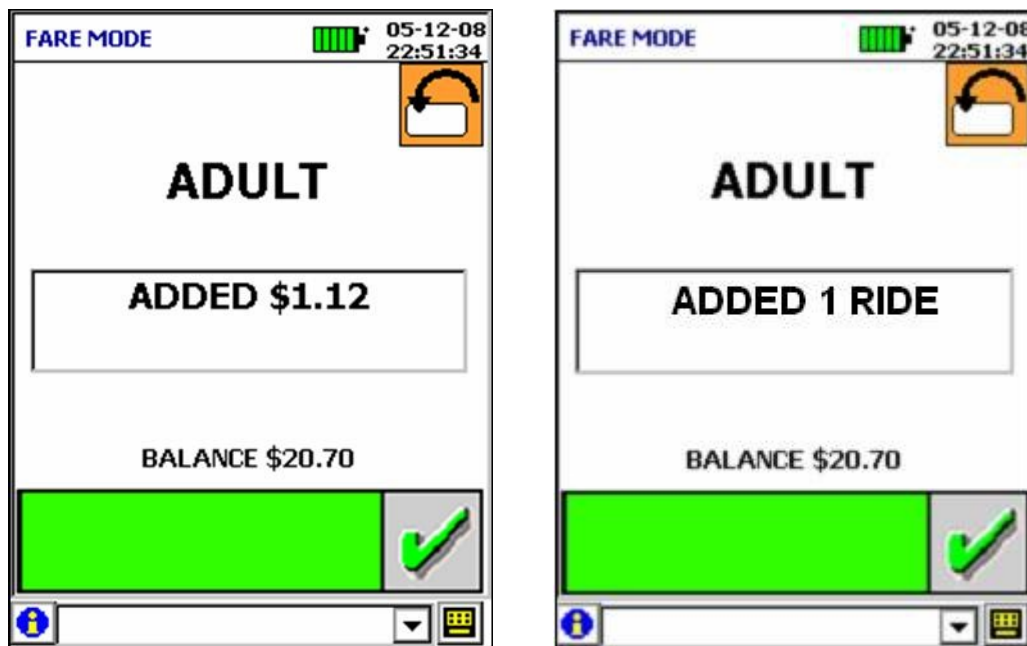 FARE MODE
05-12-08
22:51:34
ADULT
ADDED $1.12
BALANCE $20.70
FARE MODE
05-12-08
22:51:34
ADULT
ADDED 1 RIDE
BALANCE $20.70